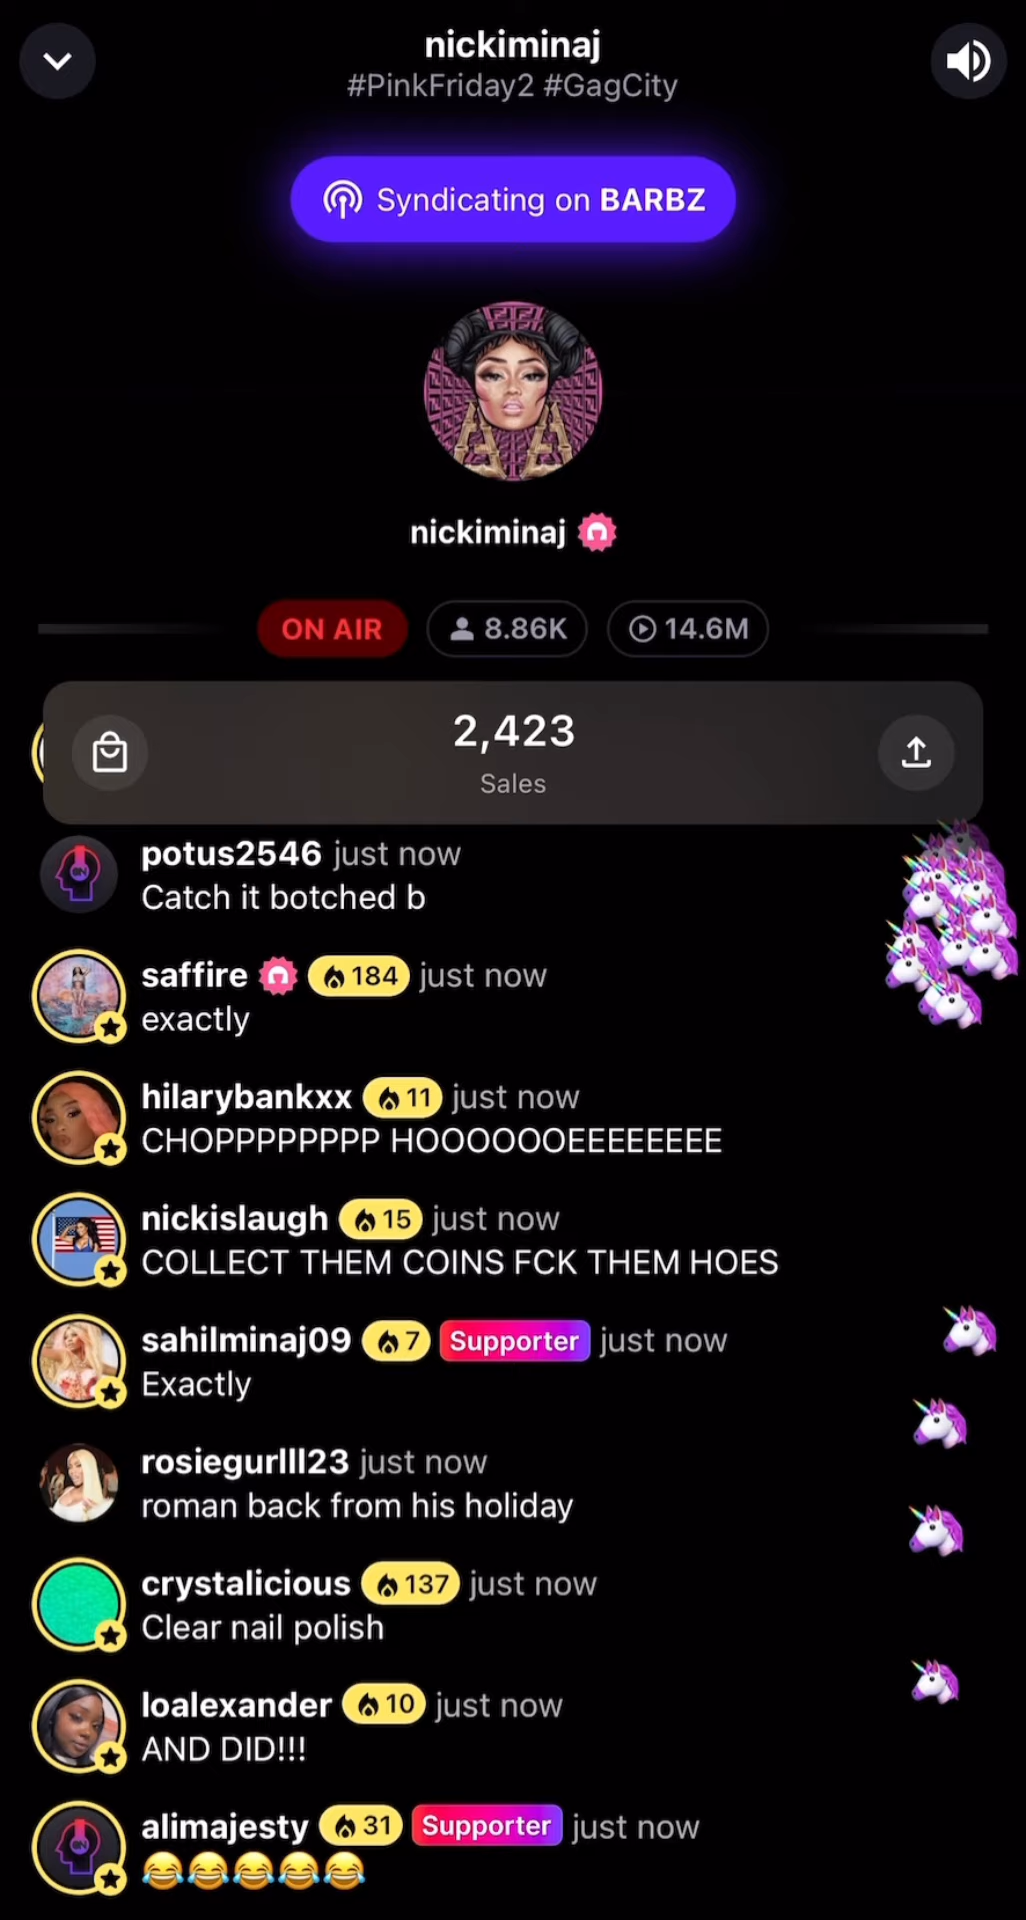 nickiminaj
#PinkFriday2 #GagCity
Syndicating on BARBZ
nickiminaj
ON AIR 8.86K 14.6M
2,423
Sales
potus2546 just now
Catch it botched b
saffire 184 just now
exactly
hilarybankxx 11 just now
CHOPPPPPPPP HOOOOOOEEEEEEEE
nickislaugh 15 just now
COLLECT THEM COINS FCK THEM HOES
sahilminaj09 7 Supporter just now
Exactly
rosiegurlll23 just now
roman back from his holiday
crystalicious 137 just now
Clear nail polish
loalexander 10 just now
AND DID!!!
alimajesty 31 Supporter just now
😂😂😂😂😂